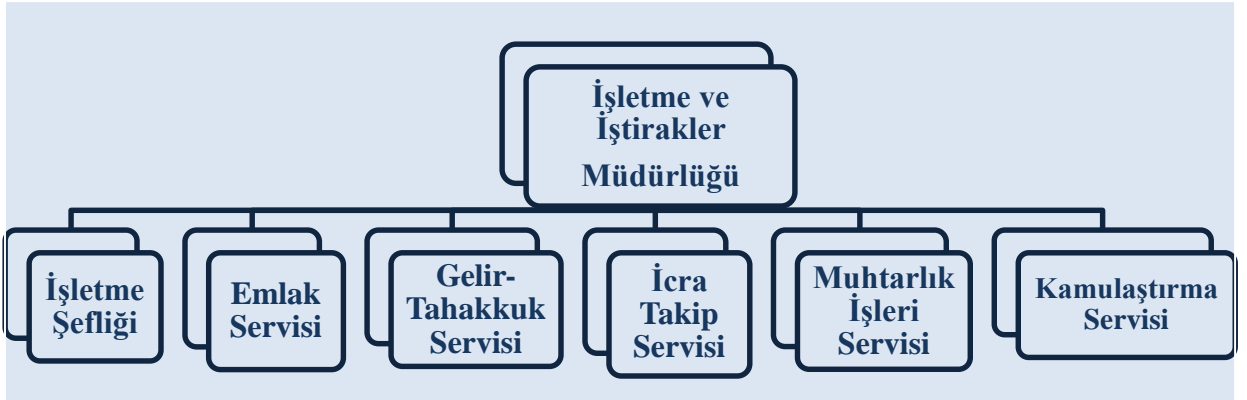 İşletme ve
İştirakler
Müdürlüğü
İşletme
Şefliği
Emlak
Servisi
Gelir-
Tahakkuk
Servisi
İcra
Takip
Servisi
Muhtarlık
İşleri
Servisi
Kamulaştırma
Servisi